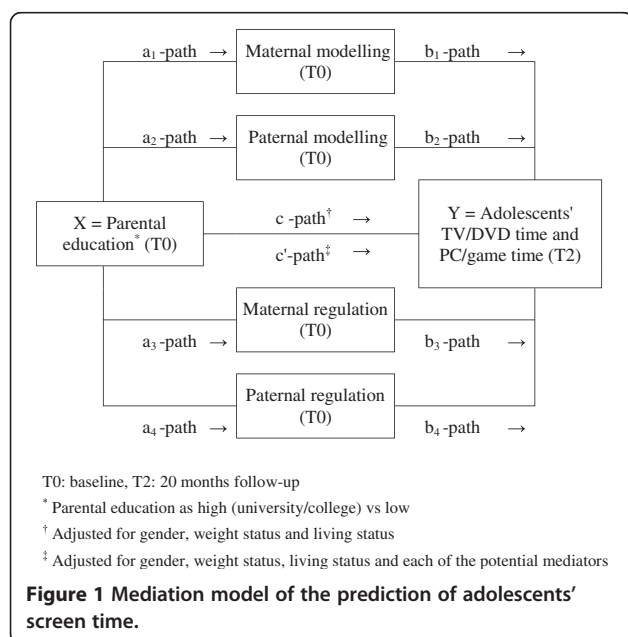 a₁-path → Maternal modelling b₁-path →
(T0)
a₂-path → Paternal modelling b₂-path →
(T0)
X = Parental
education* (T0)
c -path† →
c'-path‡ →
Y = Adolescents'
TV/DVD time and
PC/game time (T2)
Maternal regulation
(T0)
a₃-path → b₃-path →
Paternal regulation
(T0)
a₄-path → b₄-path →
T0: baseline, T2: 20 months follow-up
* Parental education as high (university/college) vs low
† Adjusted for gender, weight status and living status
‡ Adjusted for gender, weight status, living status and each of the potential mediators
Figure 1 Mediation model of the prediction of adolescents'
screen time.